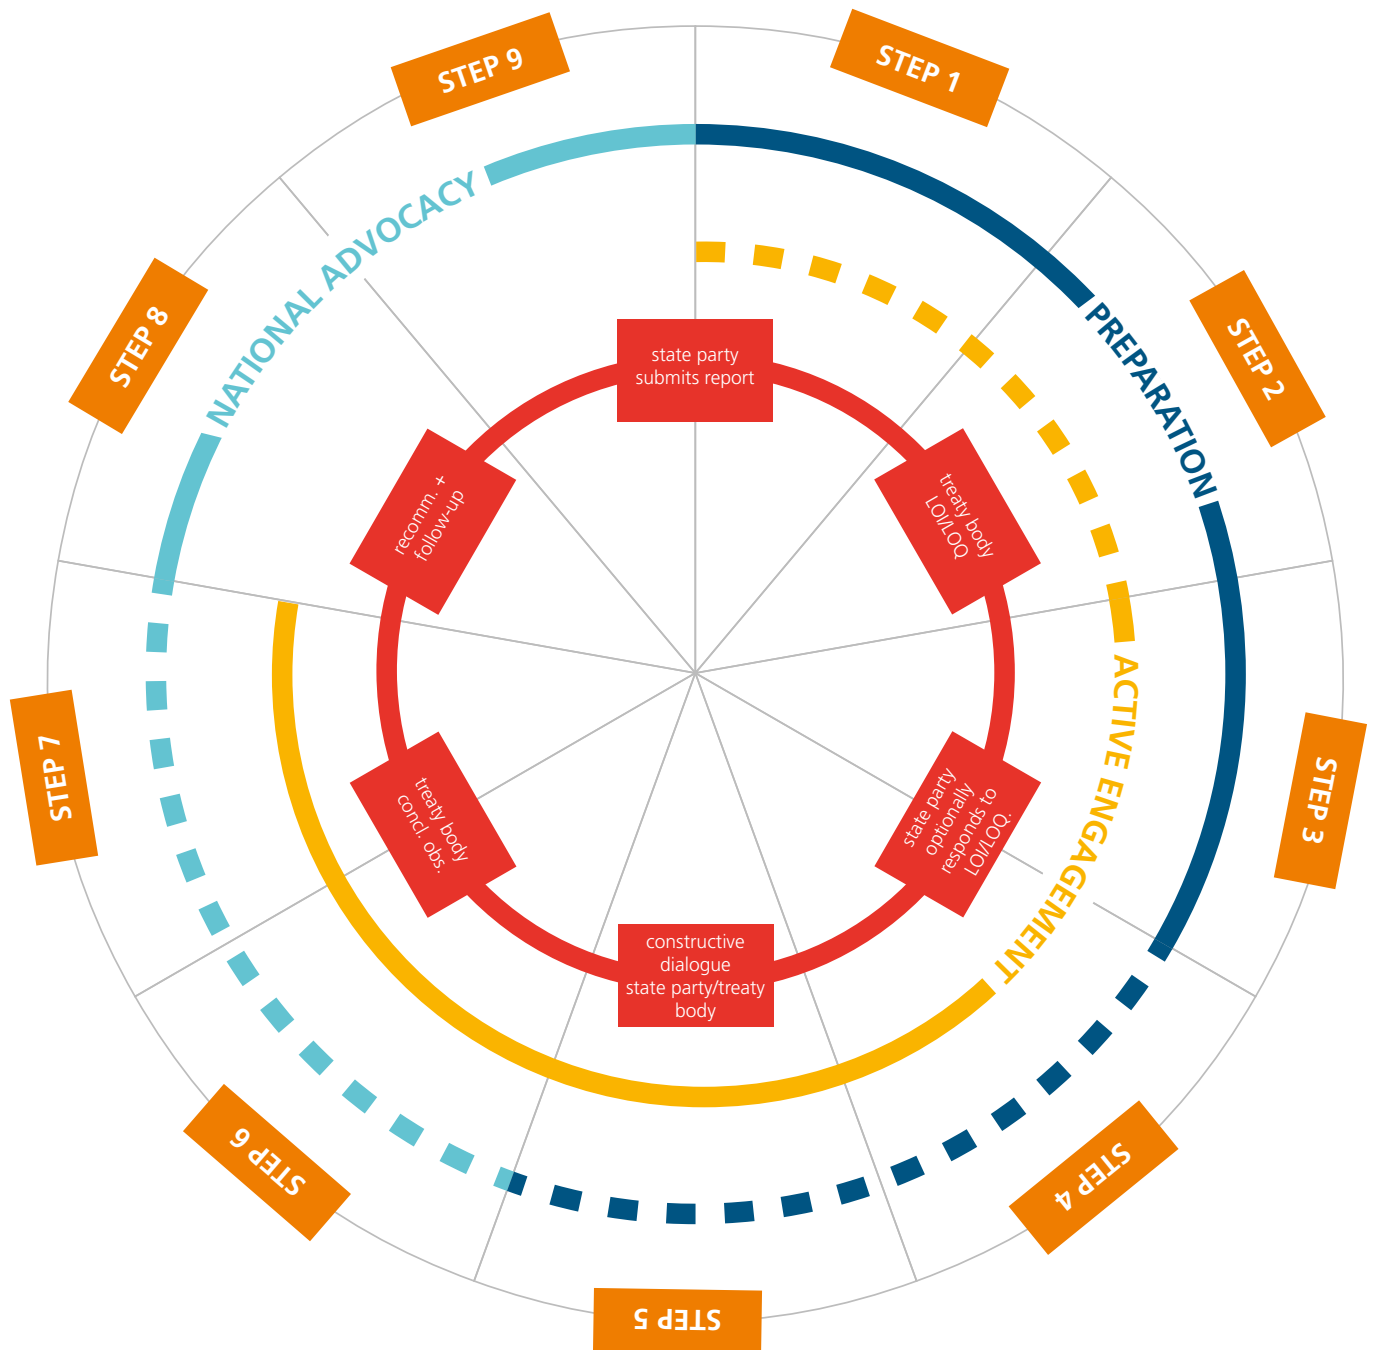 STEP 1
STEP 2
STEP 3
STEP 4
STEP 5
STEP 6
STEP 7
STEP 8
STEP 9
PREPARATION
ACTIVE ENGAGEMENT
NATIONAL ADVOCACY
state party
submits report
treaty body
LOI/LOQ
state party
optionally
responds to
LOI/LOQ.
constructive
dialogue
state party/treaty
body
treaty body
concl. obs.
recomm. +
follow-up